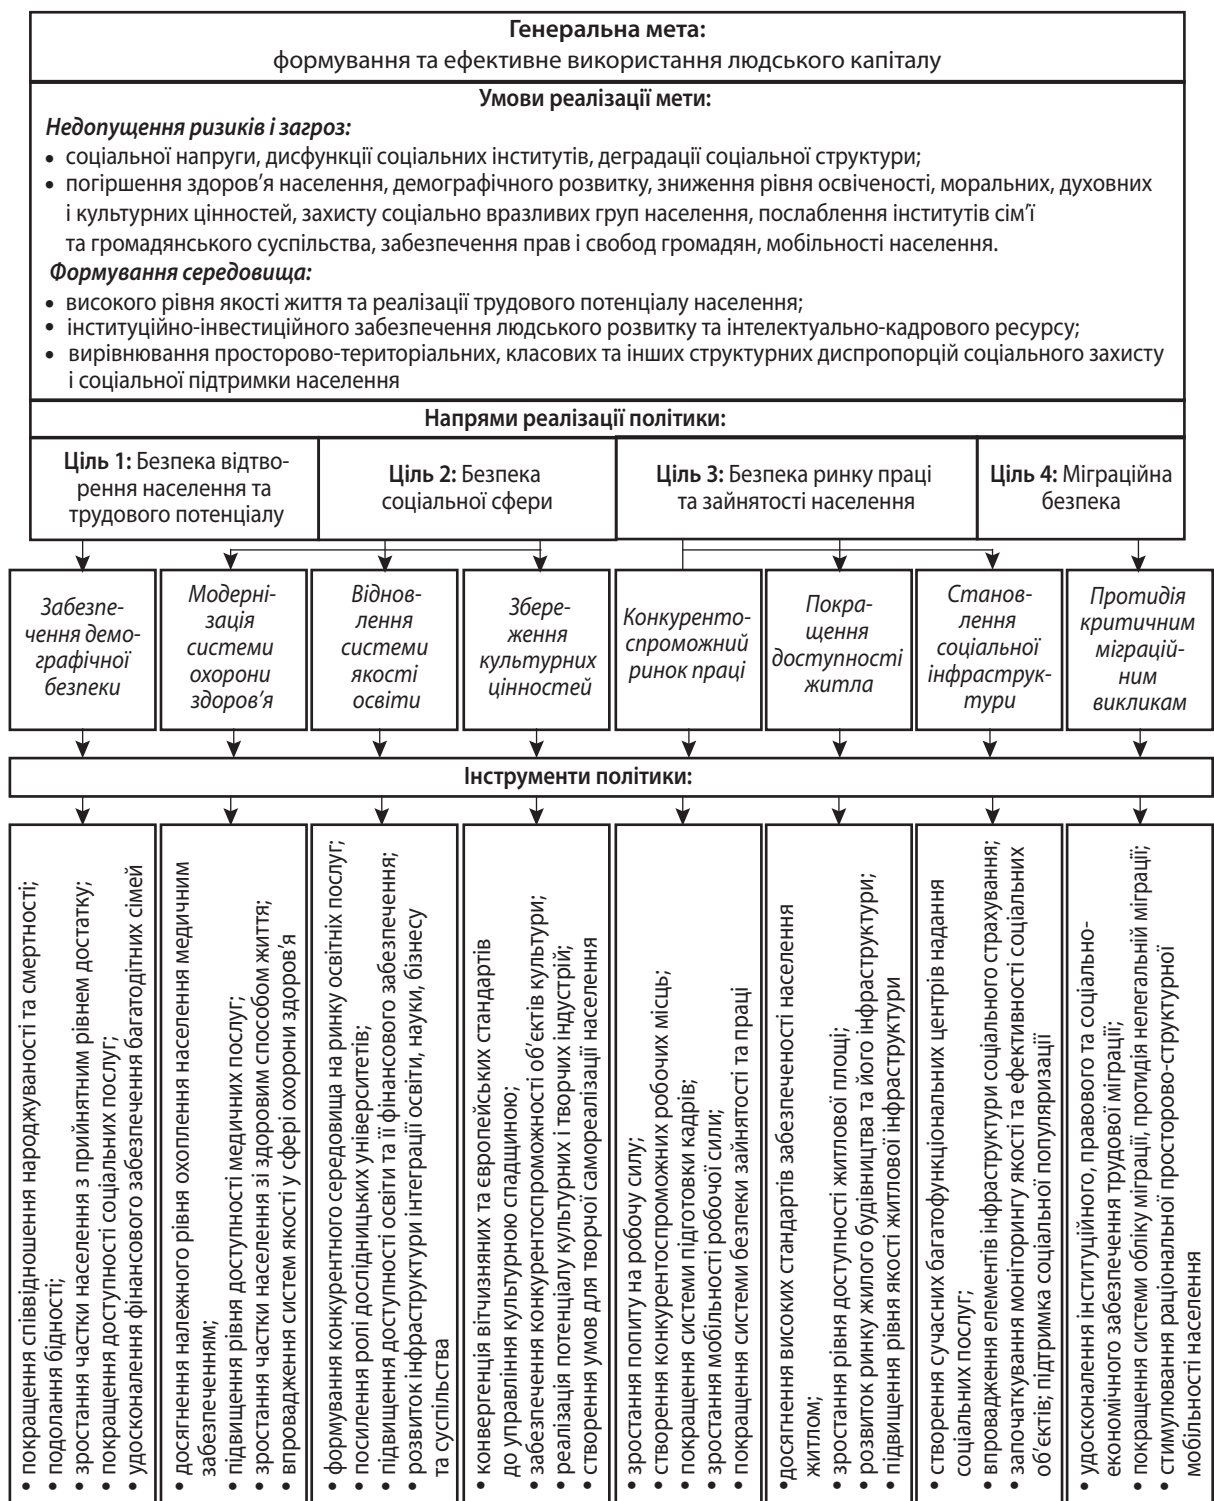 Генеральна мета:
формування та ефективне використання людського капіталу
Умови реалізації мети:
Недопущення ризиків і загроз:
• соціальної напруги, дисфункції соціальних інститутів, деградації соціальної структури;
• погіршення здоров'я населення, демографічного розвитку, зниження рівня освіченості, моральних, духовних
і культурних цінностей, захисту соціально вразливих груп населення, послаблення інститутів сім'ї
та громадянського суспільства, забезпечення прав і свобод громадян, мобільності населення.
Формування середовища:
• високого рівня якості життя та реалізації трудового потенціалу населення;
• інституційно-інвестиційного забезпечення людського розвитку та інтелектуально-кадрового ресурсу;
• вирівнювання просторово-територіальних, класових та інших структурних диспропорцій соціального захисту
і соціальної підтримки населення
Напрями реалізації політики:
Ціль 1: Безпека відтво-
рення населення та
трудового потенціалу
Ціль 2: Безпека
соціальної сфери
Ціль 3: Безпека ринку праці
та зайнятості населення
Ціль 4: Міграційна
безпека
Забезпе-
чення демо-
графічної
безпеки
Модерні-
зація
системи
охорони
здоров'я
Віднов-
лення
системи
якості
освіти
Збере-
ження
культурних
цінностей
Конкуренто-
спроможний
ринок праці
Покра-
щення
доступності
житла
Станов-
лення
соціальної
інфраструк-
тури
Протидія
критичним
міграцій-
ним
викликам
Інструменти політики:
• покращення співвідношення народжуваності та смертності;
• подолання бідності;
• зростання частки населення з прийнятним рівнем достатку;
• покращення доступності соціальних послуг;
• удосконалення фінансового забезпечення багатодітних сімей
• досягнення належного рівня охоплення населення медичним
забезпеченням;
• підвищення рівня доступності медичних послуг;
• зростання частки населення зі здоровим способом життя;
• впровадження систем якості у сфері охорони здоров'я
• формування конкурентного середовища на ринку освітніх послуг;
• посилення ролі дослідницьких університетів;
• підвищення доступності освіти та її фінансового забезпечення;
• розвиток інфраструктури інтеграції освіти, науки, бізнесу
та суспільства
• конвергенція вітчизняних та європейських стандартів
до управління культурною спадщиною;
• забезпечення конкурентоспроможності об'єктів культури;
• реалізація потенціалу культурних і творчих індустрій;
• створення умов для творчої самореалізації населення
• зростання попиту на робочу силу;
• створення конкурентоспроможних робочих місць;
• покращення системи підготовки кадрів;
• зростання мобільності робочої сили;
• покращення системи безпеки зайнятості та праці
•досягнення високих стандартів забезпеченості населення
житлом;
• зростання рівня доступності житлової площі;
• розвиток ринку жилого будівництва та його інфраструктури;
• підвищення рівня якості житлової інфраструктури
• створення сучасних багатофункціональних центрів надання
соціальних послуг;
• впровадження елементів інфраструктури соціального страхування;
• започаткування моніторингу якості та ефективності соціальних
об'єктів; підтримка соціальної популяризації
• удосконалення інституційного, правового та соціально-
економічного забезпечення трудової міграції;
• покращення системи обліку міграції, протидія нелегальній міграції;
• стимулювання раціональної просторово-структурної
мобільності населення